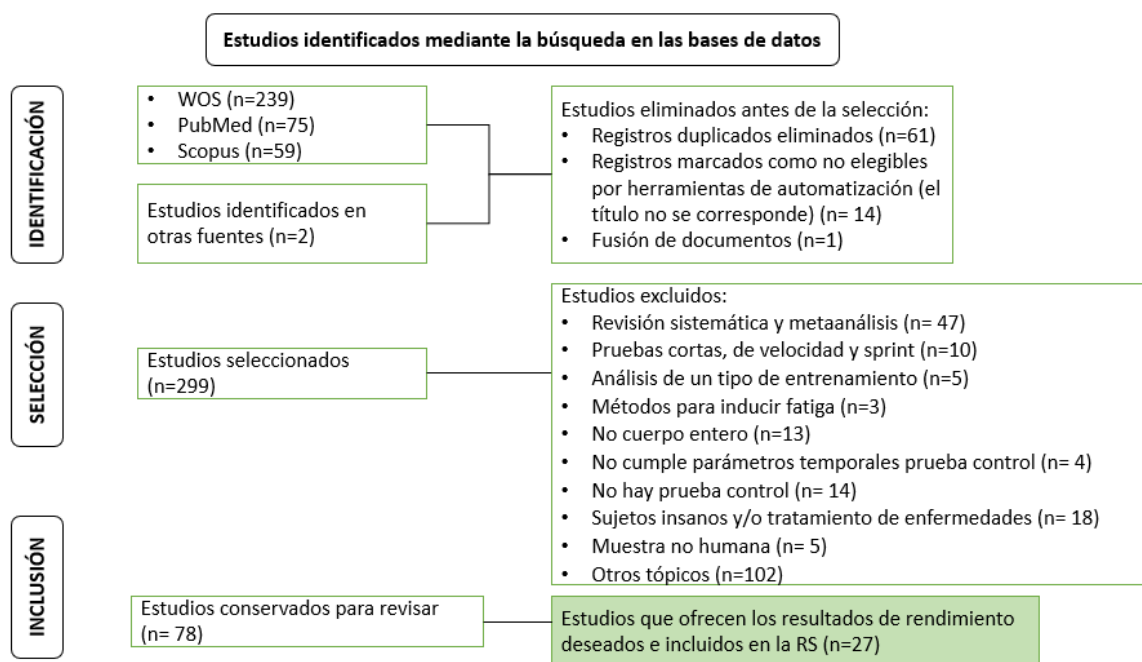 Estudios identificados mediante la búsqueda en las bases de datos
IDENTIFICACIÓN
• WOS (n=239)
• PubMed (n=75)
• Scopus (n=59)
Estudios identificados en
otras fuentes (n=2)
Estudios eliminados antes de la selección:
• Registros duplicados eliminados (n=61)
• Registros marcados como no elegibles
por herramientas de automatización (el
título no se corresponde) (n= 14)
• Fusión de documentos (n=1)
SELECCIÓN
Estudios seleccionados
(n=299)
Estudios excluidos:
• Revisión sistemática y metaanálisis (n= 47)
• Pruebas cortas, de velocidad y sprint (n=10)
• Análisis de un tipo de entrenamiento (n=5)
• Métodos para inducir fatiga (n=3)
• No cuerpo entero (n=13)
• No cumple parámetros temporales prueba control (n= 4)
• No hay prueba control (n= 14)
• Sujetos insanos y/o tratamiento de enfermedades (n= 18)
• Muestra no humana (n= 5)
• Otros tópicos (n=102)
INCLUSIÓN
Estudios conservados para revisar
(n= 78)
Estudios que ofrecen los resultados de rendimiento
deseados e incluidos en la RS (n=27)